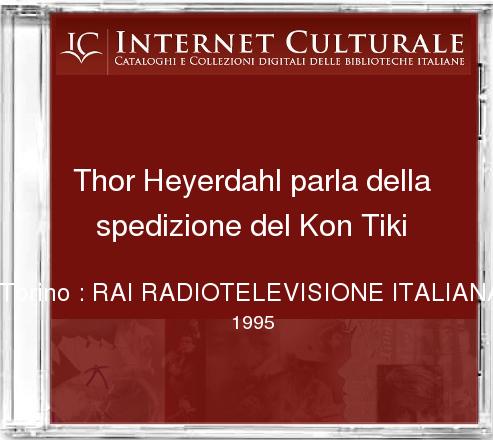 IC INTERNET CULTURALE
CATALOGHI E COLLEZIONI DIGITALI DELLE BIBLIOTECHE ITALIANE
Thor Heyerdahl parla della
spedizione del Kon Tiki
Torino : RAI RADIOTELEVISIONE ITALIANA
1995